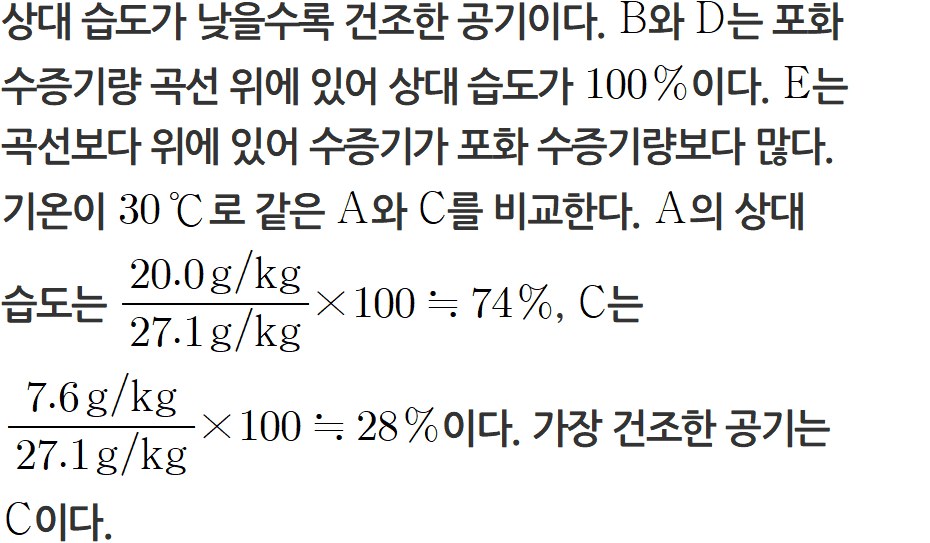 상대 습도가 낮을수록 건조한 공기이다. B와 D는 포화
수증기량 곡선 위에 있어 상대 습도가 100%이다. E는
곡선보다 위에 있어 수증기가 포화 수증기량보다 많다.
기온이 30℃로 같은 A와 C를 비교한다. A의 상대
습도는 20.0g/kg / 27.1g/kg ×100≒74%, C는
7.6g/kg / 27.1g/kg ×100≒28%이다. 가장 건조한 공기는
C이다.